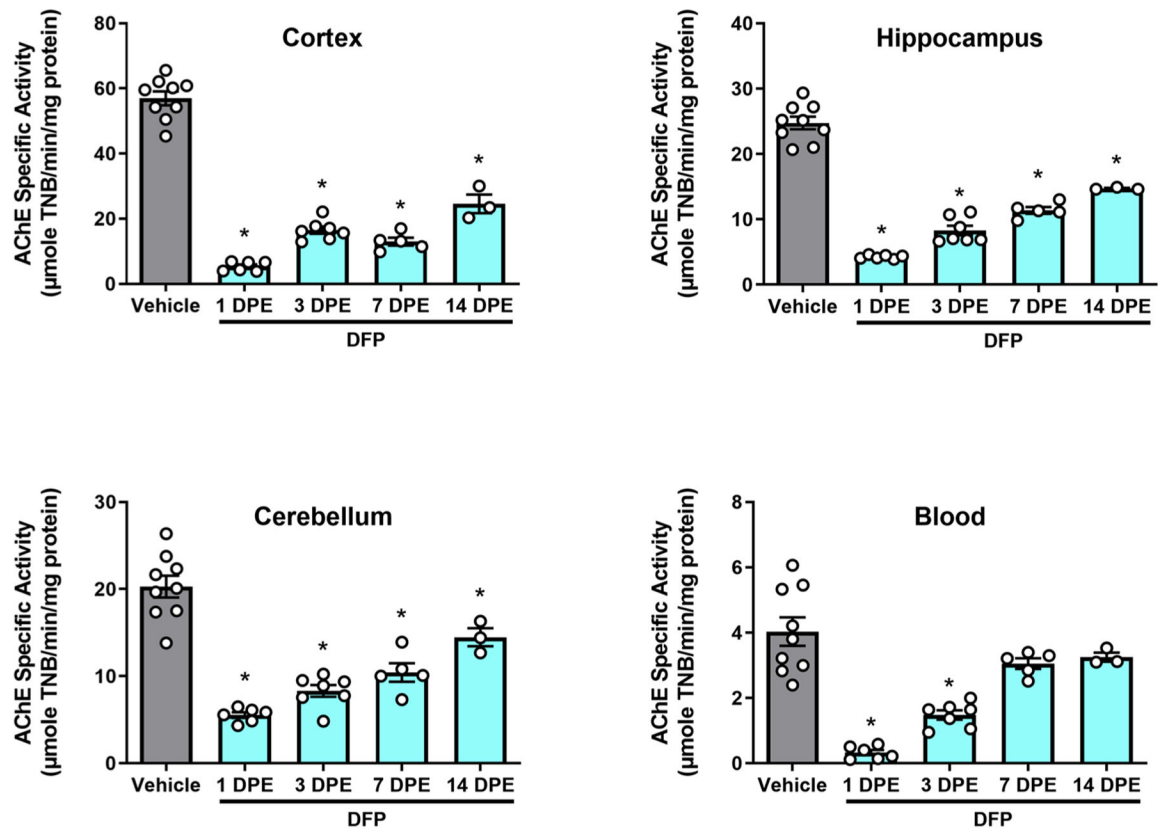 Cortex
AChE Specific Activity
(µmole TNB/min/mg protein)
80
60
40
20
0
*
*
*
*
Vehicle 1 DPE 3 DPE 7 DPE 14 DPE
DFP
Hippocampus
AChE Specific Activity
(µmole TNB/min/mg protein)
40
30
20
10
0
*
*
*
*
Vehicle 1 DPE 3 DPE 7 DPE 14 DPE
DFP
Cerebellum
AChE Specific Activity
(µmole TNB/min/mg protein)
30
20
10
0
*
*
*
*
Vehicle 1 DPE 3 DPE 7 DPE 14 DPE
DFP
Blood
AChE Specific Activity
(µmole TNB/min/mg protein)
8
6
4
2
0
*
*
Vehicle 1 DPE 3 DPE 7 DPE 14 DPE
DFP